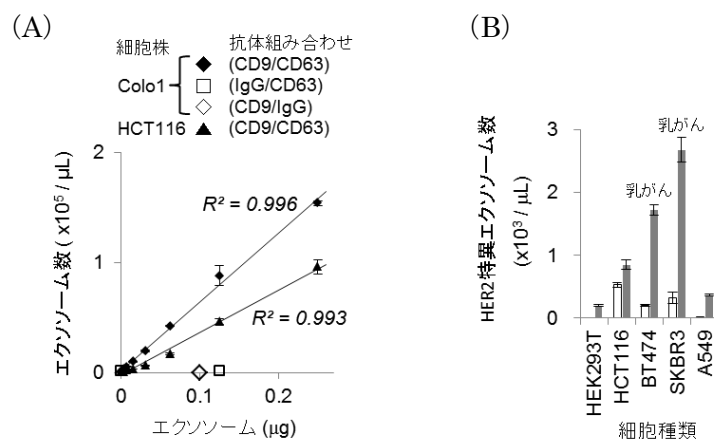 (A)
細胞株 抗体組み合わせ
Colo1 (CD9/CD63)
(IgG/CD63)
(CD9/IgG)
HCT116 (CD9/CD63)
エクソソーム数 ( x10⁵ / µL)
2
1
0
R² = 0.996
R² = 0.993
0 0.1 0.2
エクソソーム (µg)
(B)
HER2 特異エクソソーム数
(x10³ / µL)
3
2
1
0
乳がん
乳がん
HEK293T
HCT116
BT474
SKBR3
A549
細胞種類